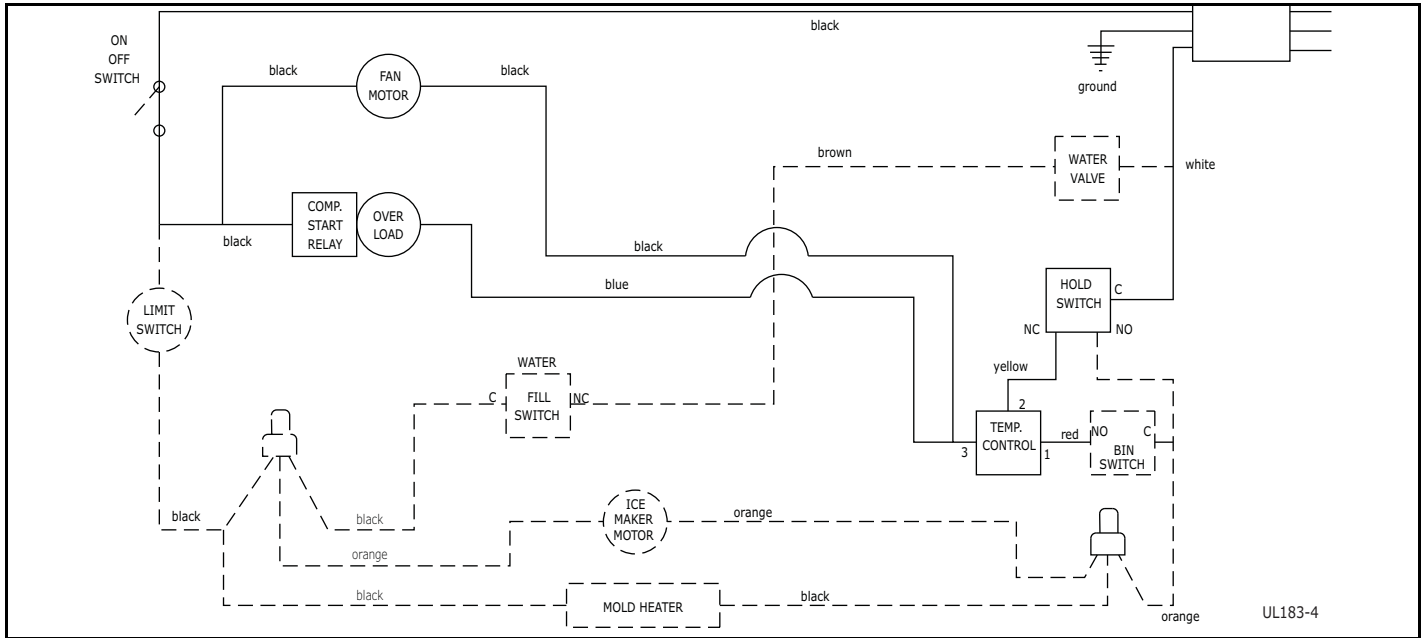 black
ON
OFF
SWITCH
black
FAN
MOTOR
black
ground
brown
WATER
VALVE
white
COMP.
START
RELAY
OVER
LOAD
black
black
blue
HOLD
SWITCH
C
NC
NO
LIMIT
SWITCH
WATER
C
FILL
SWITCH
NC
yellow
2
TEMP.
CONTROL
3
1
red
NO
C
BIN
SWITCH
black
black
orange
ICE
MAKER
MOTOR
orange
black
MOLD HEATER
black
orange
UL183-4